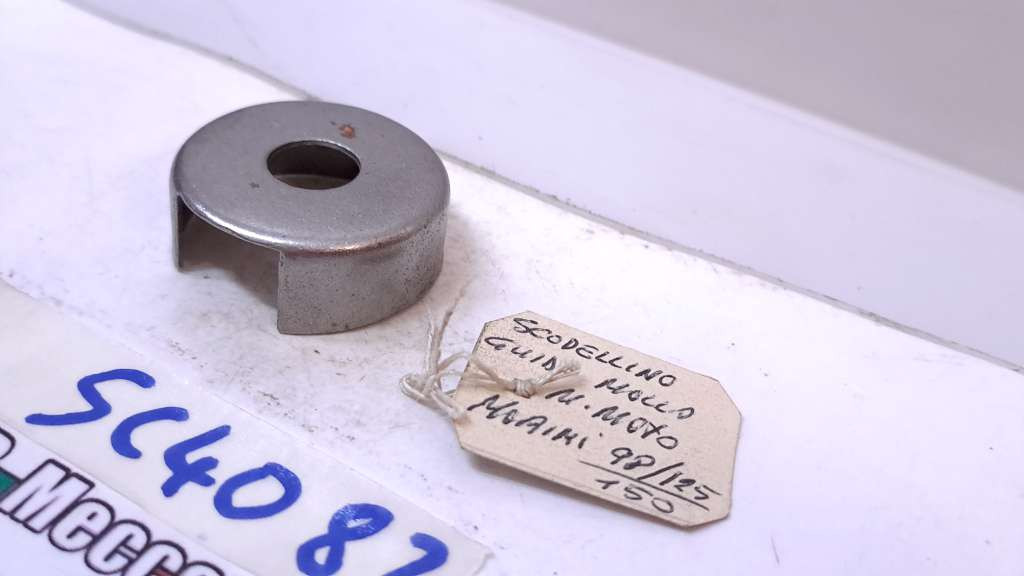 SCODELLINO
GUIDA MOLLA
N. MOTO
MORINI 98/125
150
SC4087
Mecca